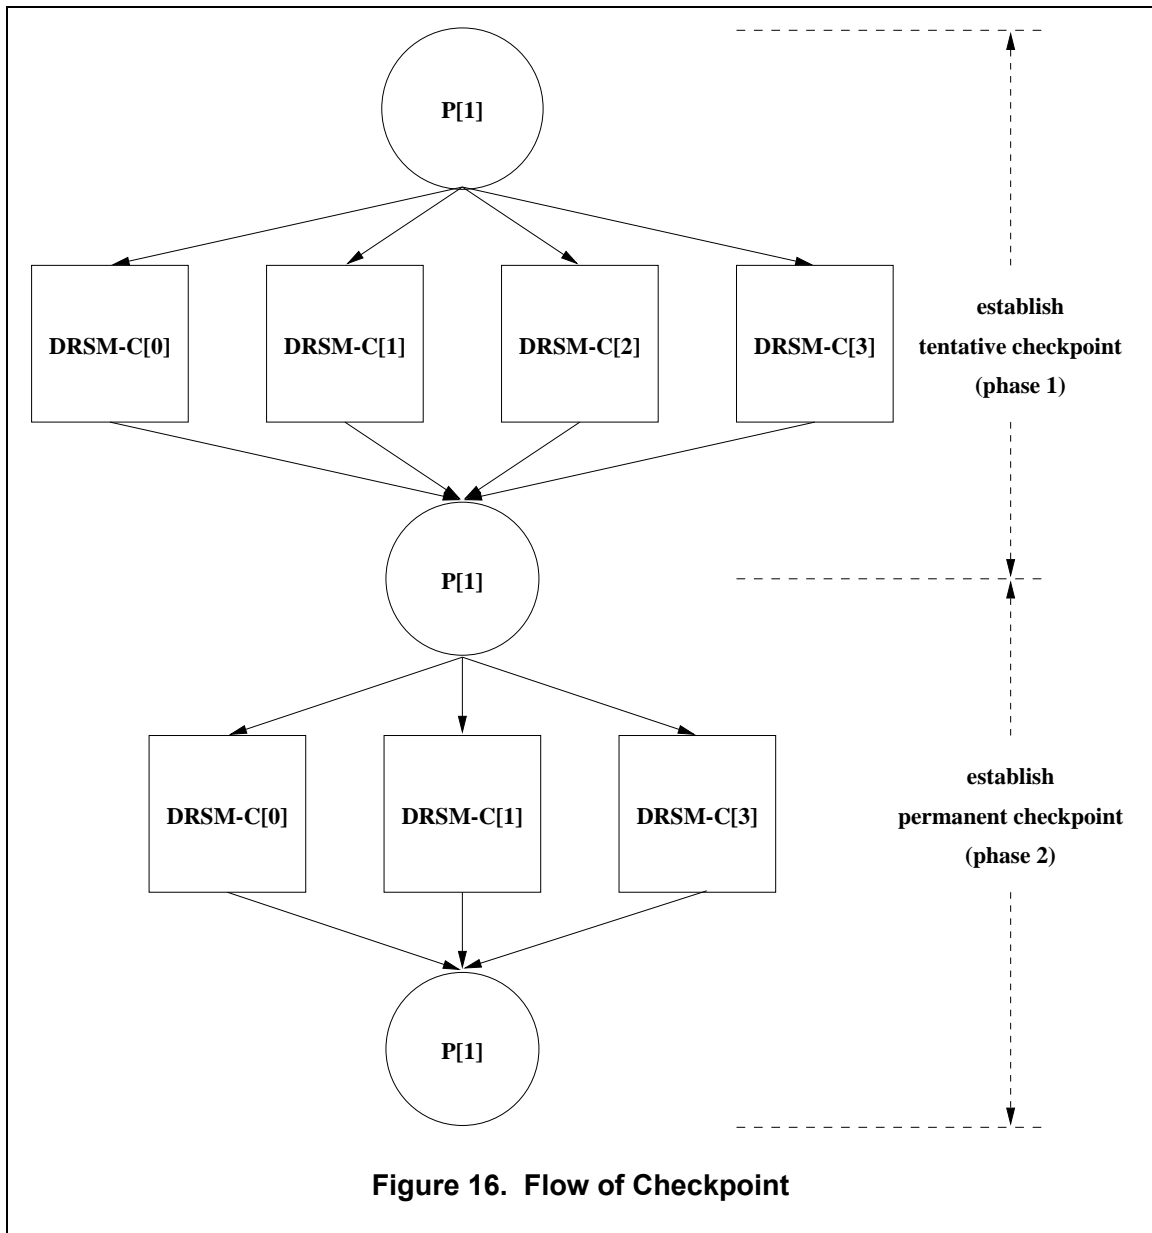 P[1]
DRSM-C[0]
DRSM-C[1]
DRSM-C[2]
DRSM-C[3]
establish
tentative checkpoint
(phase 1)
P[1]
DRSM-C[0]
DRSM-C[1]
DRSM-C[3]
establish
permanent checkpoint
(phase 2)
P[1]
Figure 16. Flow of Checkpoint